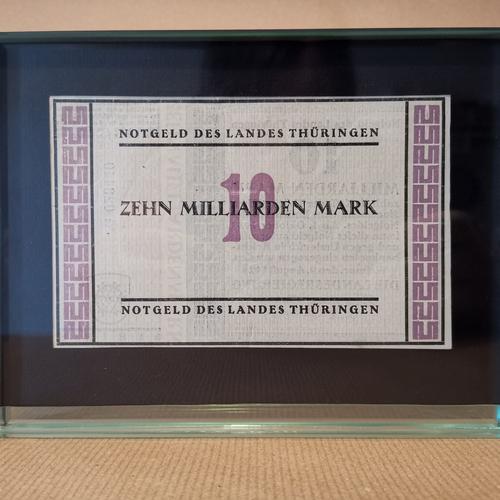 NOTGELD DES LANDES THÜRINGEN
10
ZEHN MILLIARDEN MARK
NOTGELD DES LANDES THÜRINGEN